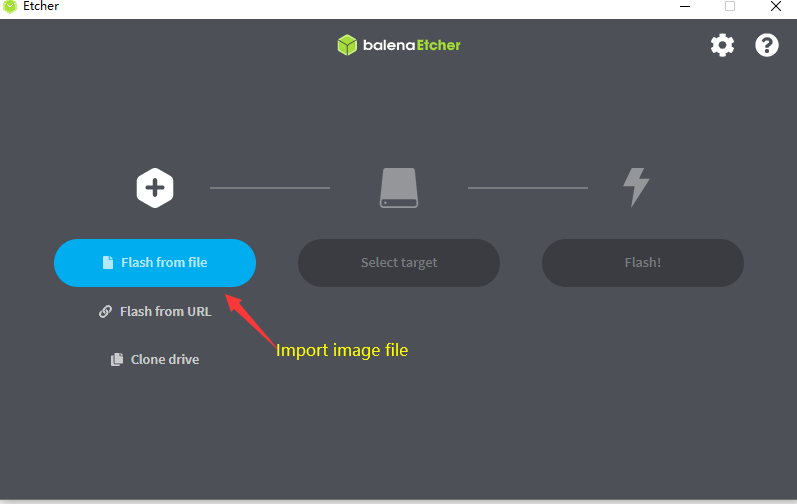 Etcher
balenaEtcher
Flash from file
Select target
Flash!
Flash from URL
Import image file
Clone drive